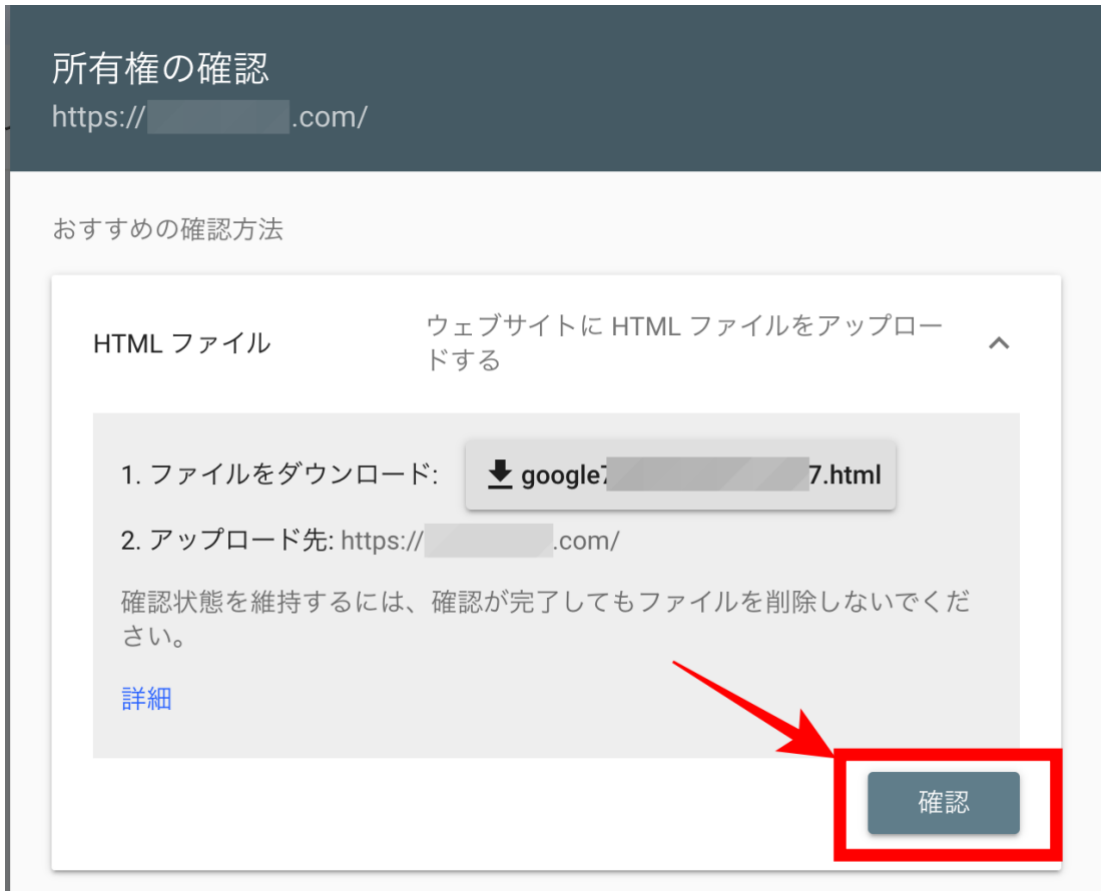 所有権の確認
https:// .com/
おすすめの確認方法
HTML ファイル
ウェブサイトに HTML ファイルをアップロー
ドする
1. ファイルをダウンロード:
google 7.html
2. アップロード先: https:// .com/
確認状態を維持するには、確認が完了してもファイルを削除しないでくだ
さい。
詳細
確認